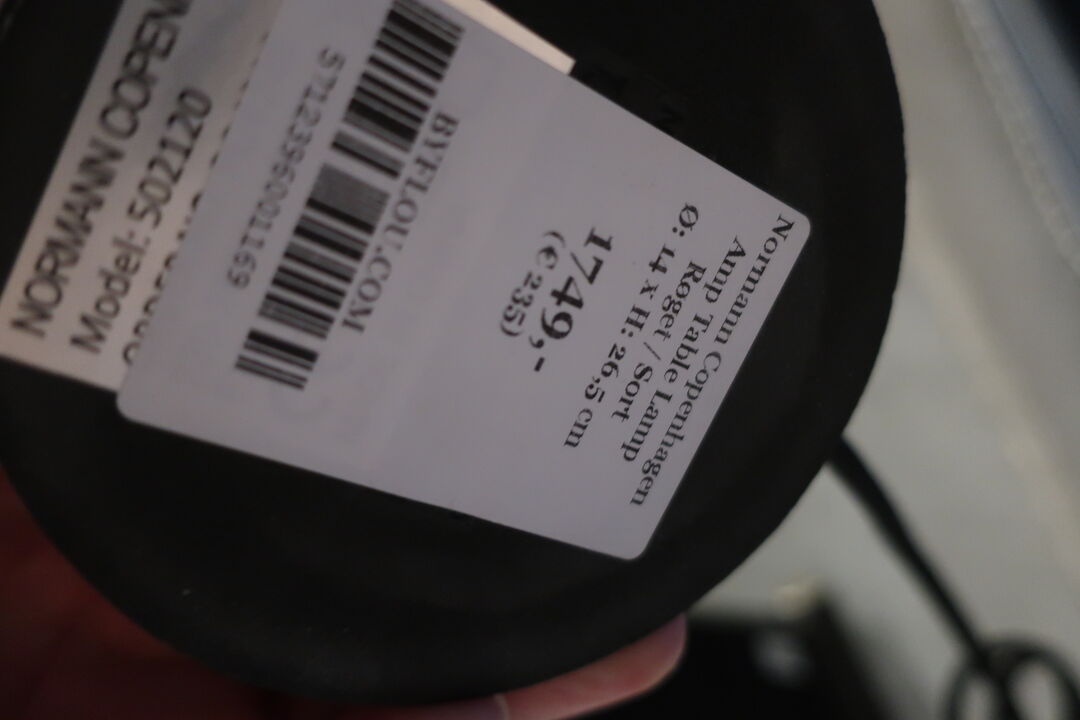 Normann Copenhagen
Amp Table Lamp
Røget / Sort
Ø: 14 x H: 26,5 cm
1749,-
(€ 235)
BYFLOU.COM
5712396001169
NORMANN
Model: 502120